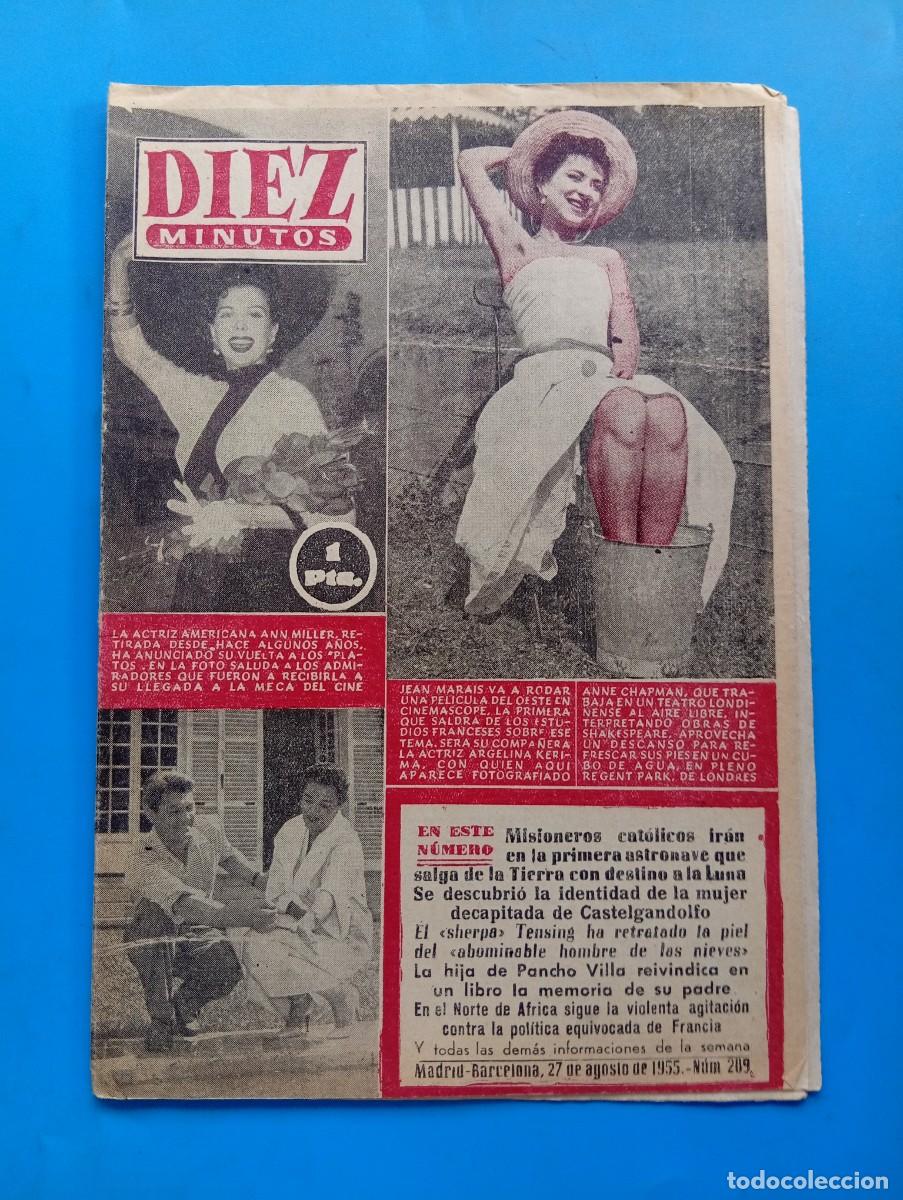 DIEZ
MINUTOS
1
Pta.
LA ACTRIZ AMERICANA ANN MILLER, RE-
TIRADA DESDE HACE ALGUNOS AÑOS,
HA ANUNCIADO SU VUELTA A LOS "PLA-
TOS. EN LA FOTO SALUDA A LOS ADMI-
RADORES QUE FUERON A RECIBIRLA A
SU LLEGADA A LA MECA DEL CINE
JEAN MARAIS VA A RODAR
UNA PELICULA DEL OESTE EN
CINEMASCOPE, LA PRIMERA
QUE SALDRA DE LOS ESTU-
DIOS FRANCESES SOBRE ESE
TEMA. SERA SU COMPAÑERA
LA ACTRIZ ARGELINA KERI-
MA, CON QUIEN AQUI
APARECE FOTOGRAFIADO
ANNE CHAPMAN, QUE TRA-
BAJA EN UN TEATRO LONDI-
NENSE AL AIRE LIBRE, IN-
TERPRETANDO OBRAS DE
SHAKESPEARE, APROVECHA
UN DESCANSO PARA RE-
FRESCAR SUS PIES EN UN CU-
BO DE AGUA, EN PLENO
REGENT PARK, DE LONDRES
EN ESTE
NÚMERO
Misioneros católicos irán
en la primera astronave que
salga de la Tierra con destino a la Luna
Se descubrió la identidad de la mujer
decapitada de Castelgandolfo
El «sherpa» Tensing ha retratado la piel
del «abominable hombre de las nieves»
La hija de Pancho Villa reivindica en
un libro la memoria de su padre
En el Norte de Africa sigue la violenta agitación
contra la política equivocada de Francia
Y todas las demás informaciones de la semana
Madrid-Barcelona, 27 de agosto de 1955.-Núm 209
todocoleccion